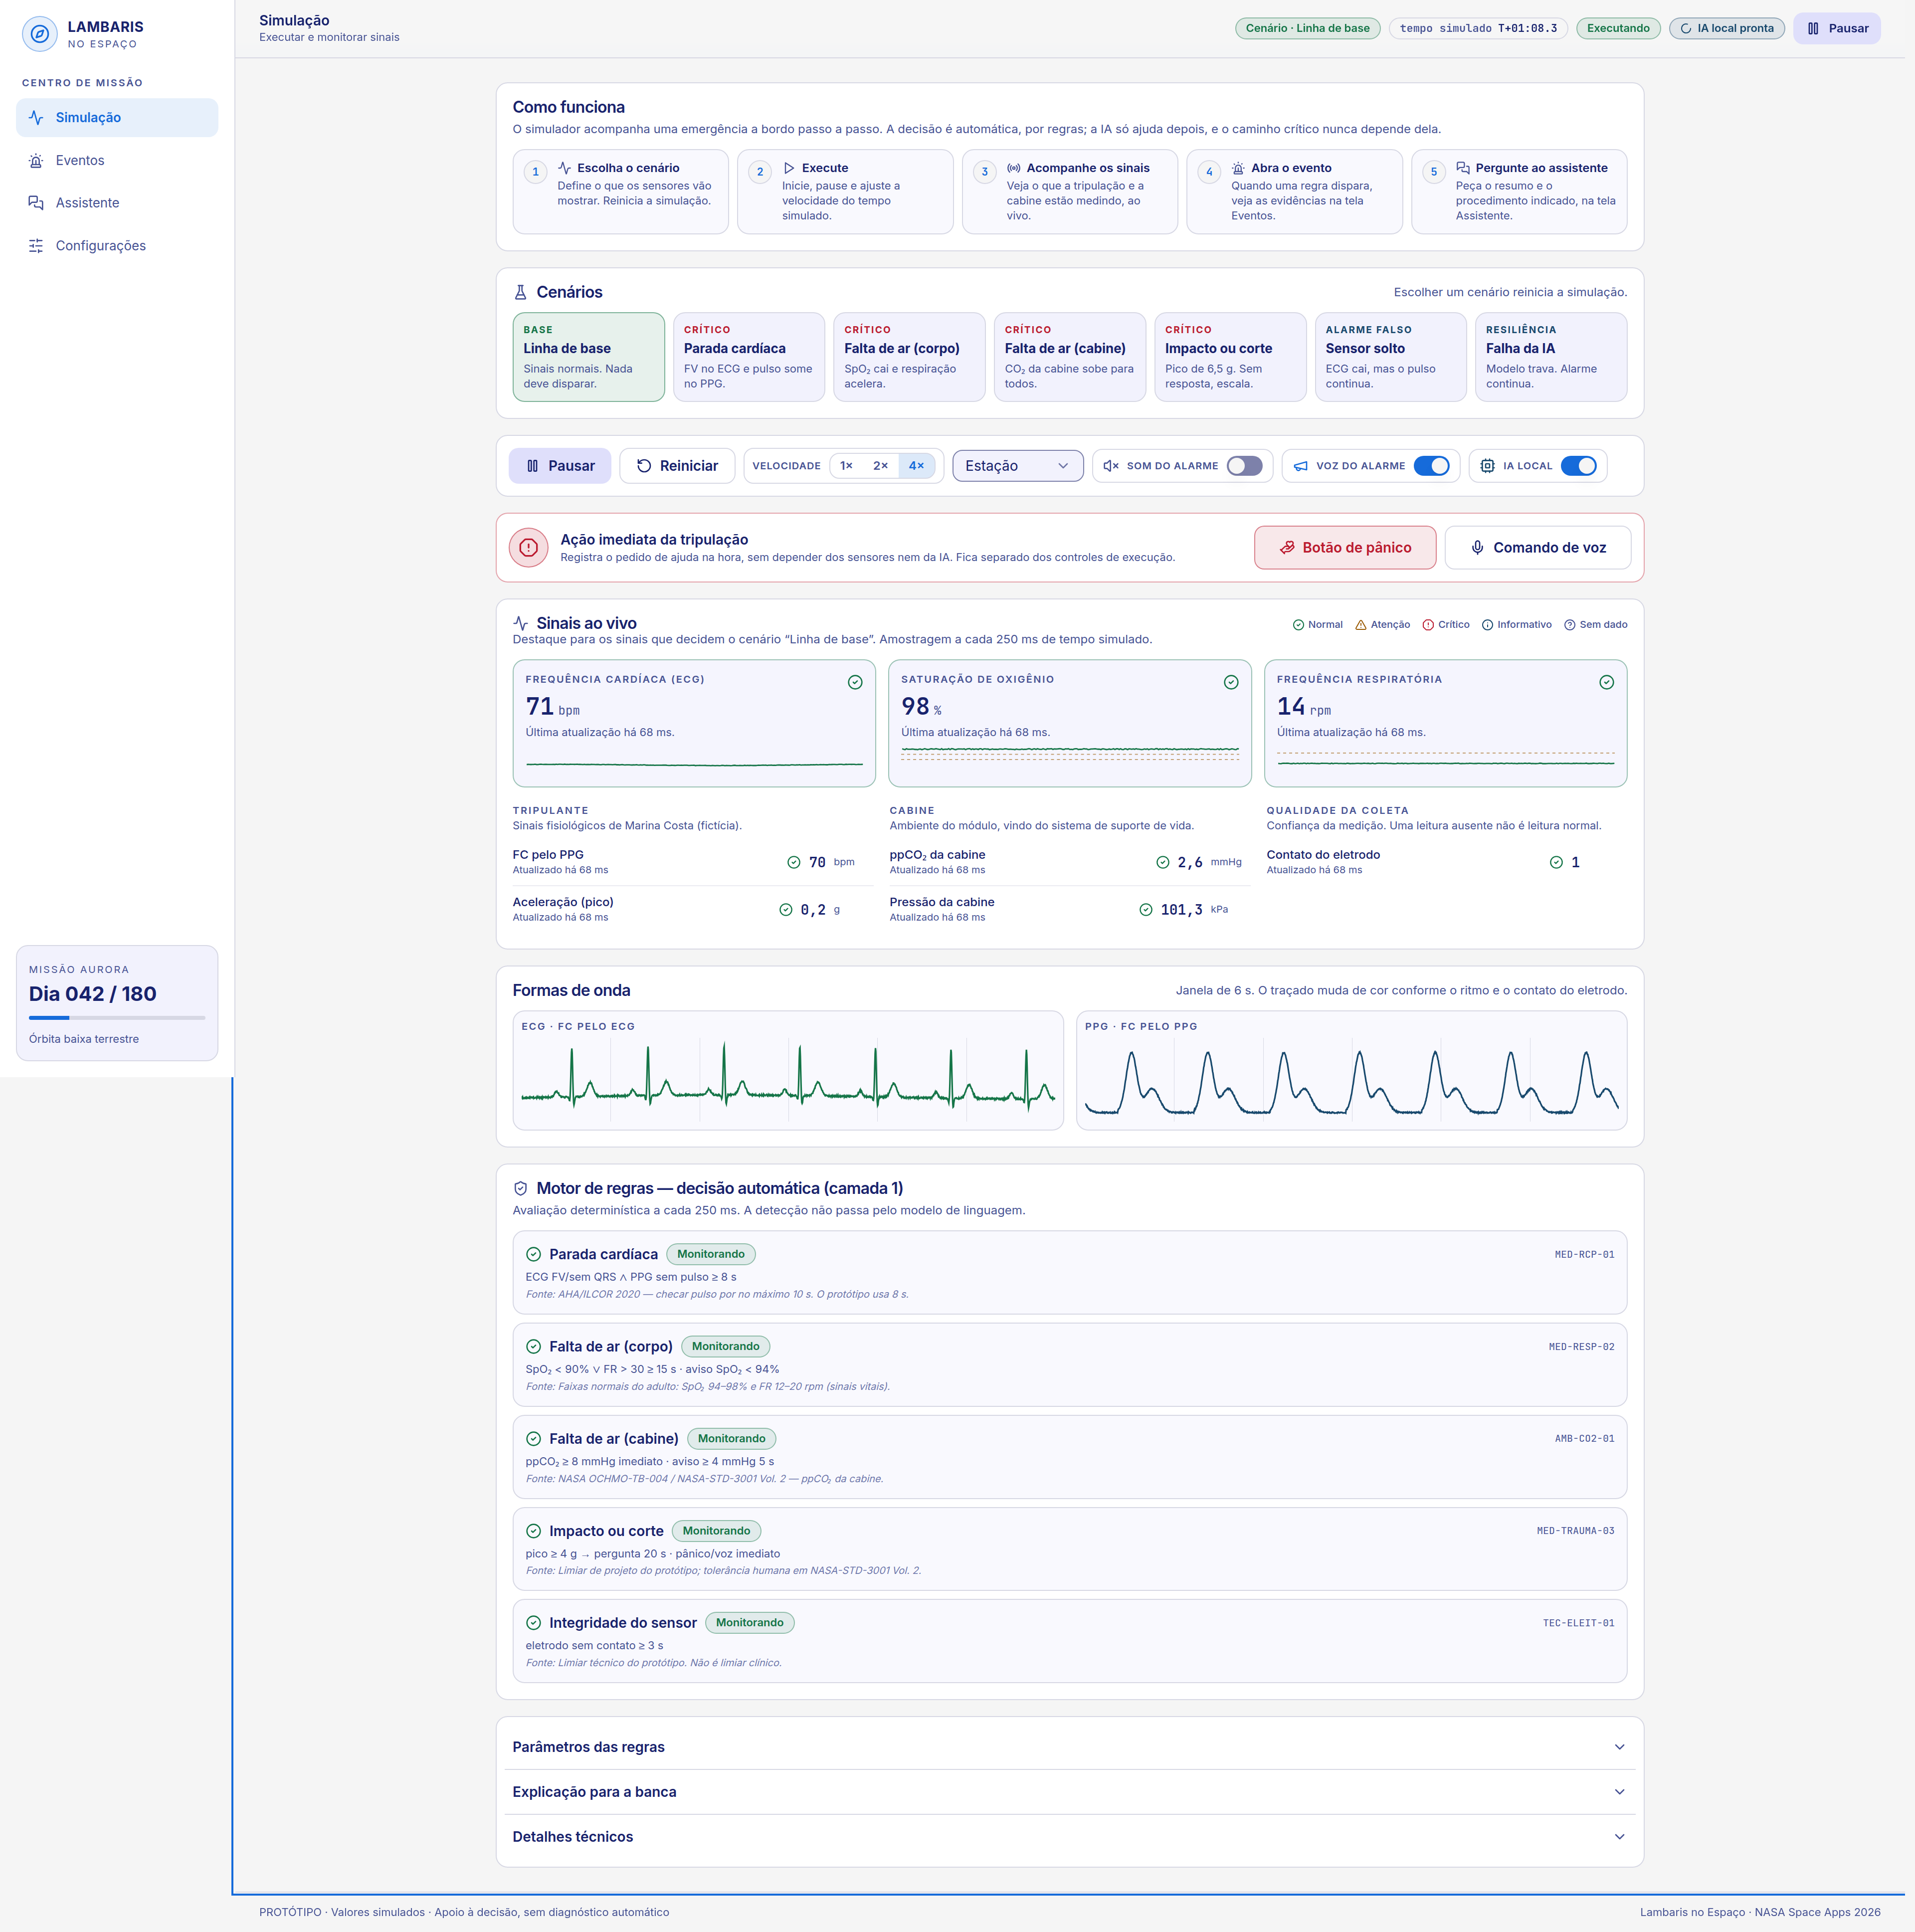 LAMBARIS
NO ESPAÇO
CENTRO DE MISSÃO
Simulação
Eventos
Assistente
Configurações
MISSÃO AURORA
Dia 042 / 180
Órbita baixa terrestre
Simulação
Executar e monitorar sinais
Cenário · Linha de base
tempo simulado T+01:08.3
Executando
IA local pronta
Pausar
Como funciona
O simulador acompanha uma emergência a bordo passo a passo. A decisão é automática, por regras; a IA só ajuda depois, e o caminho crítico nunca depende dela.
1
Escolha o cenário
Define o que os sensores vão
mostrar. Reinicia a simulação.
2
Execute
Inicie, pause e ajuste a
velocidade do tempo
simulado.
3
Acompanhe os sinais
Veja o que a tripulação e a
cabine estão medindo, ao
vivo.
4
Abra o evento
Quando uma regra dispara,
veja as evidências na tela
Eventos.
5
Pergunte ao assistente
Peça o resumo e o
procedimento indicado, na tela
Assistente.
Cenários
Escolher um cenário reinicia a simulação.
BASE
Linha de base
Sinais normais. Nada
deve disparar.
CRÍTICO
Parada cardíaca
FV no ECG e pulso some
no PPG.
CRÍTICO
Falta de ar (corpo)
SpO₂ cai e respiração
acelera.
CRÍTICO
Falta de ar (cabine)
CO₂ da cabine sobe para
todos.
CRÍTICO
Impacto ou corte
Pico de 6,5 g. Sem
resposta, escala.
ALARME FALSO
Sensor solto
ECG cai, mas o pulso
continua.
RESILIÊNCIA
Falha da IA
Modelo trava. Alarme
continua.
Pausar
Reiniciar
VELOCIDADE
1× 2× 4×
Estação
SOM DO ALARME
VOZ DO ALARME
IA LOCAL
Ação imediata da tripulação
Registra o pedido de ajuda na hora, sem depender dos sensores nem da IA. Fica separado dos controles de execução.
Botão de pânico
Comando de voz
Sinais ao vivo
Destaque para os sinais que decidem o cenário “Linha de base”. Amostragem a cada 250 ms de tempo simulado.
Normal
Atenção
Crítico
Informativo
Sem dado
FREQUÊNCIA CARDÍACA (ECG)
71 bpm
Última atualização há 68 ms.
SATURAÇÃO DE OXIGÊNIO
98 %
Última atualização há 68 ms.
FREQUÊNCIA RESPIRATÓRIA
14 rpm
Última atualização há 68 ms.
TRIPULANTE
Sinais fisiológicos de Marina Costa (fictícia).
FC pelo PPG
Atualizado há 68 ms
70 bpm
Aceleração (pico)
Atualizado há 68 ms
0,2 g
CABINE
Ambiente do módulo, vindo do sistema de suporte de vida.
ppCO₂ da cabine
Atualizado há 68 ms
2,6 mmHg
Pressão da cabine
Atualizado há 68 ms
101,3 kPa
QUALIDADE DA COLETA
Confiança da medição. Uma leitura ausente não é leitura normal.
Contato do eletrodo
Atualizado há 68 ms
1
Formas de onda
Janela de 6 s. O traçado muda de cor conforme o ritmo e o contato do eletrodo.
ECG · FC PELO ECG
PPG · FC PELO PPG
Motor de regras — decisão automática (camada 1)
Avaliação determinística a cada 250 ms. A detecção não passa pelo modelo de linguagem.
Parada cardíaca
Monitorando
MED-RCP-01
ECG FV/sem QRS ∧ PPG sem pulso ≥ 8 s
Fonte: AHA/ILCOR 2020 — checar pulso por no máximo 10 s. O protótipo usa 8 s.
Falta de ar (corpo)
Monitorando
MED-RESP-02
SpO₂ < 90% ∨ FR > 30 ≥ 15 s · aviso SpO₂ < 94%
Fonte: Faixas normais do adulto: SpO₂ 94–98% e FR 12–20 rpm (sinais vitais).
Falta de ar (cabine)
Monitorando
AMB-CO2-01
ppCO₂ ≥ 8 mmHg imediato · aviso ≥ 4 mmHg 5 s
Fonte: NASA OCHMO-TB-004 / NASA-STD-3001 Vol. 2 — ppCO₂ da cabine.
Impacto ou corte
Monitorando
MED-TRAUMA-03
pico ≥ 4 g → pergunta 20 s · pânico/voz imediato
Fonte: Limiar de projeto do protótipo; tolerância humana em NASA-STD-3001 Vol. 2.
Integridade do sensor
Monitorando
TEC-ELEIT-01
eletrodo sem contato ≥ 3 s
Fonte: Limiar técnico do protótipo. Não é limiar clínico.
Parâmetros das regras
Explicação para a banca
Detalhes técnicos
PROTÓTIPO · Valores simulados · Apoio à decisão, sem diagnóstico automático
Lambaris no Espaço · NASA Space Apps 2026